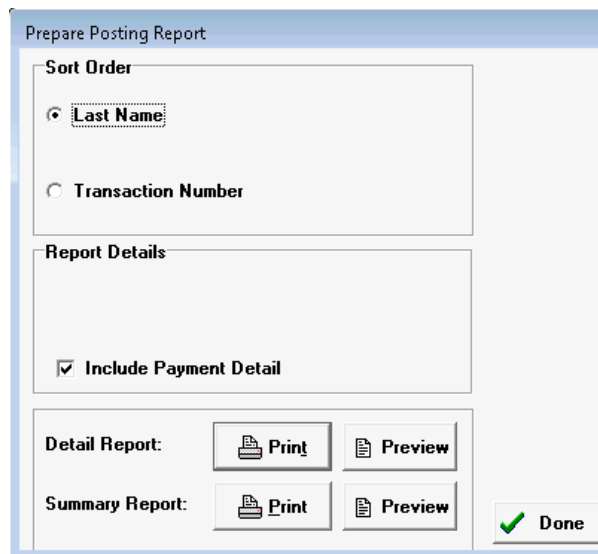 Prepare Posting Report
Sort Order
Last Name
Transaction Number
Report Details
Include Payment Detail
Detail Report: Print Preview
Summary Report: Print Preview
Done